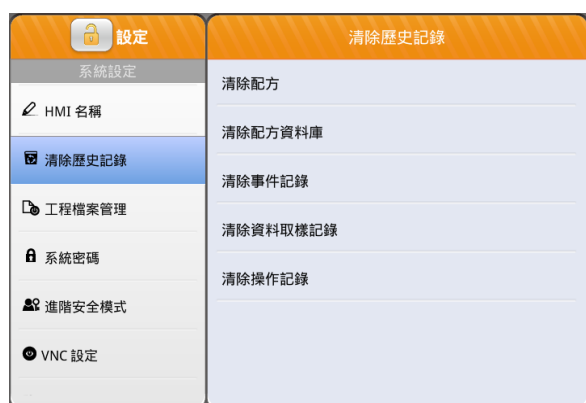 設定
系統設定
HMI 名稱
清除歷史記錄
工程檔案管理
系統密碼
進階安全模式
VNC 設定
清除歷史記錄
清除配方
清除配方資料庫
清除事件記錄
清除資料取樣記錄
清除操作記錄